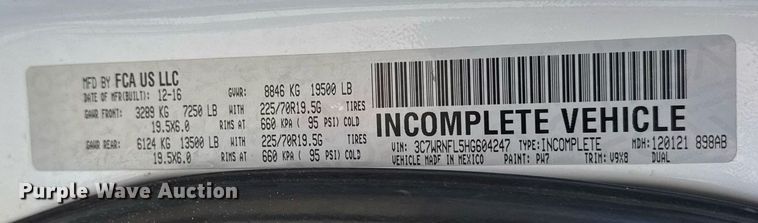 MFD BY FCA US LLC
DATE OF MFR(BUILT): 12-16 GVWR: 8846 KG 19500 LB
GAWR FRONT: 3289 KG 7250 LB WITH 225/70R19.5G TIRES
19.5X6.0 RIMS AT 660 KPA ( 95 PSI) COLD
GAWR REAR: 6124 KG 13500 LB WITH 225/70R19.5G TIRES
19.5X6.0 RIMS AT 660 KPA ( 95 PSI) COLD
INCOMPLETE VEHICLE
VIN: 3C7WRNFL5HG604247 TYPE: INCOMPLETE MDH: 120121 898AB
VEHICLE MADE IN MEXICO PAINT: PW7 TRIM: V9X8 DUAL
Purple Wave Auction